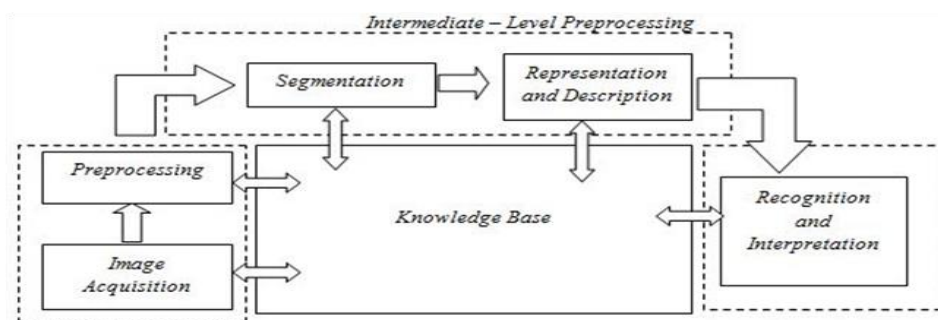 Intermediate – Level Preprocessing
Segmentation
Representation
and Description
Preprocessing
Knowledge Base
Recognition
and
Interpretation
Image
Acquisition